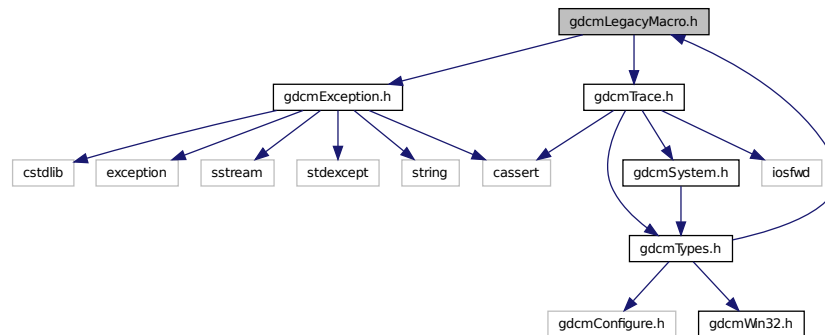 gdcmLegacyMacro.h
gdcmException.h
gdcmTrace.h
cstdlib
exception
sstream
stdexcept
string
cassert
gdcmSystem.h
iosfwd
gdcmTypes.h
gdcmConfigure.h
gdcmWin32.h